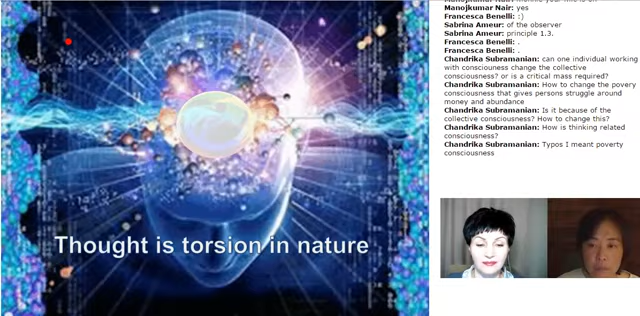 Manojkumar Nair: yes
Francesca Benelli: :)
Sabrina Ameur: of the observer
Sabrina Ameur: principle 1.3.
Francesca Benelli: .
Francesca Benelli: .
Chandrika Subramanian: can one individual working
with consciouness change the collective
consciousness? or is a critical mass required?
Chandrika Subramanian: How to change the povery
consciousness that gives persons struggle around
money and abundance
Chandrika Subramanian: Is it because of the
collective consciousness? How to change this?
Chandrika Subramanian: How is thinking related
consciousness?
Chandrika Subramanian: Typos I meant poverty
consciousness
Thought is torsion in nature